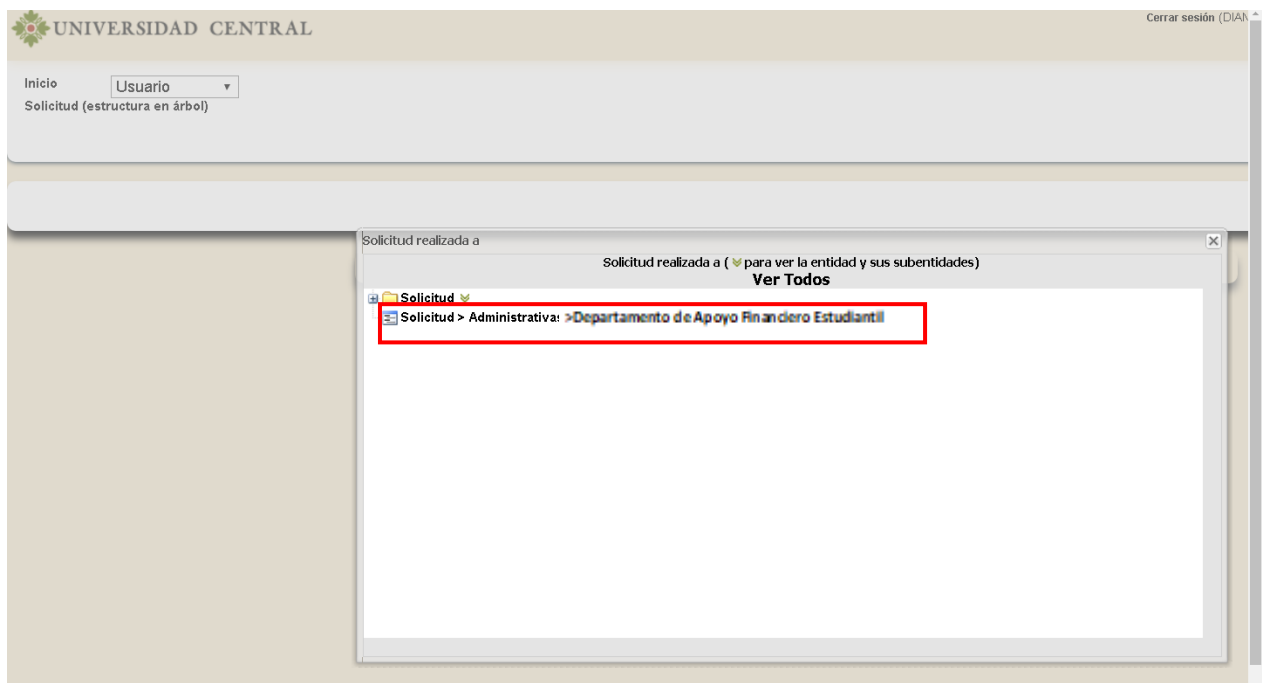 UNIVERSIDAD CENTRAL
Cerrar sesión (DIAN
Inicio
Usuario
Solicitud (estructura en árbol)
Solicitud realizada a
Solicitud realizada a ( para ver la entidad y sus subentidades)
Ver Todos
Solicitud
Solicitud > Administrativas >Departamento de Apoyo Financiero Estudiantil